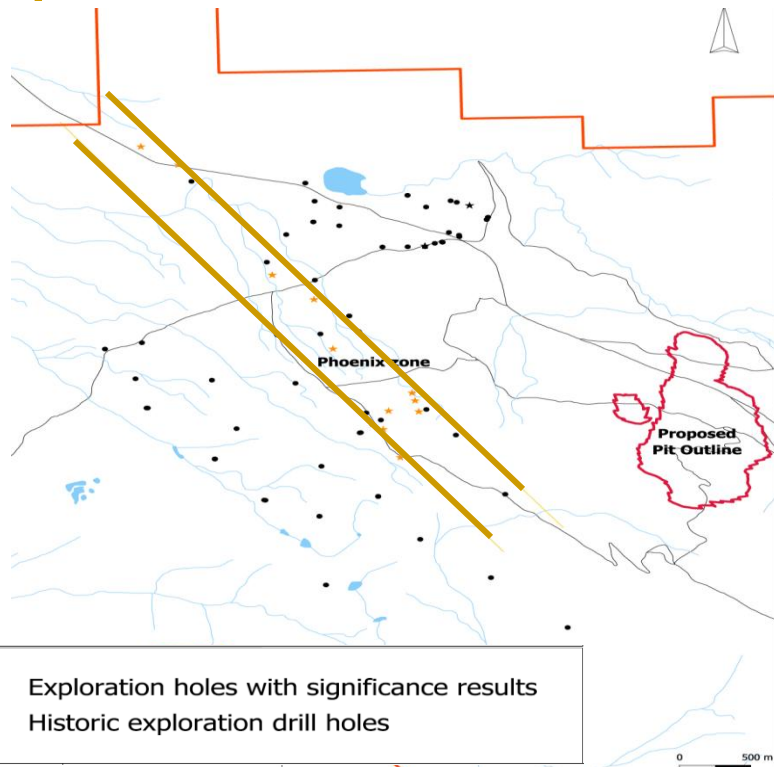 Phoenix zone
Proposed
Pit Outline
Exploration holes with significance results
Historic exploration drill holes
0 500 m